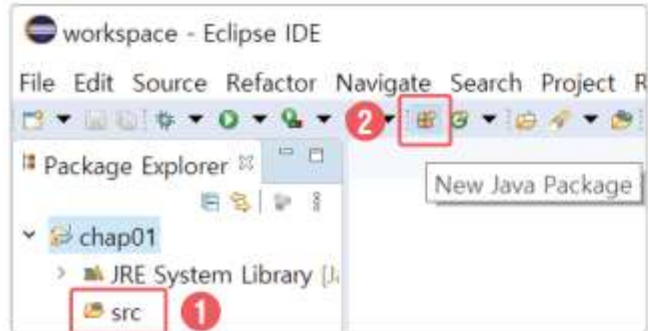 workspace - Eclipse IDE
File Edit Source Refactor Navigate Search Project R
2
Package Explorer
New Java Package
chap01
JRE System Library [Ja
src 1